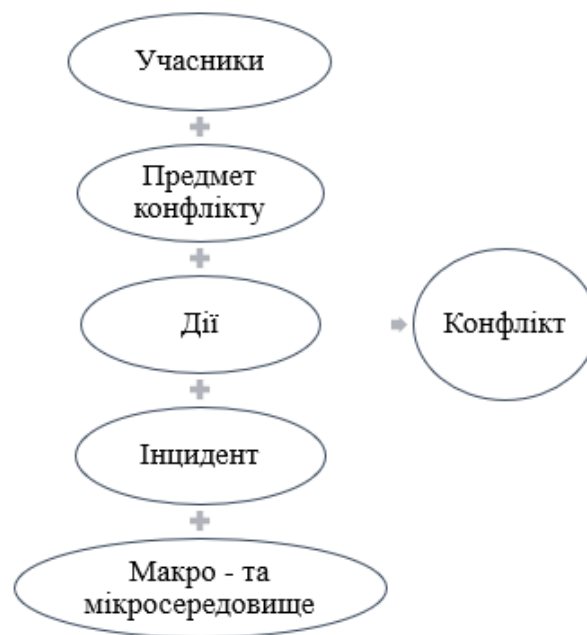 Учасники
Предмет
конфлікту
Дії
Конфлікт
Інцидент
Макро - та
мікросередовище